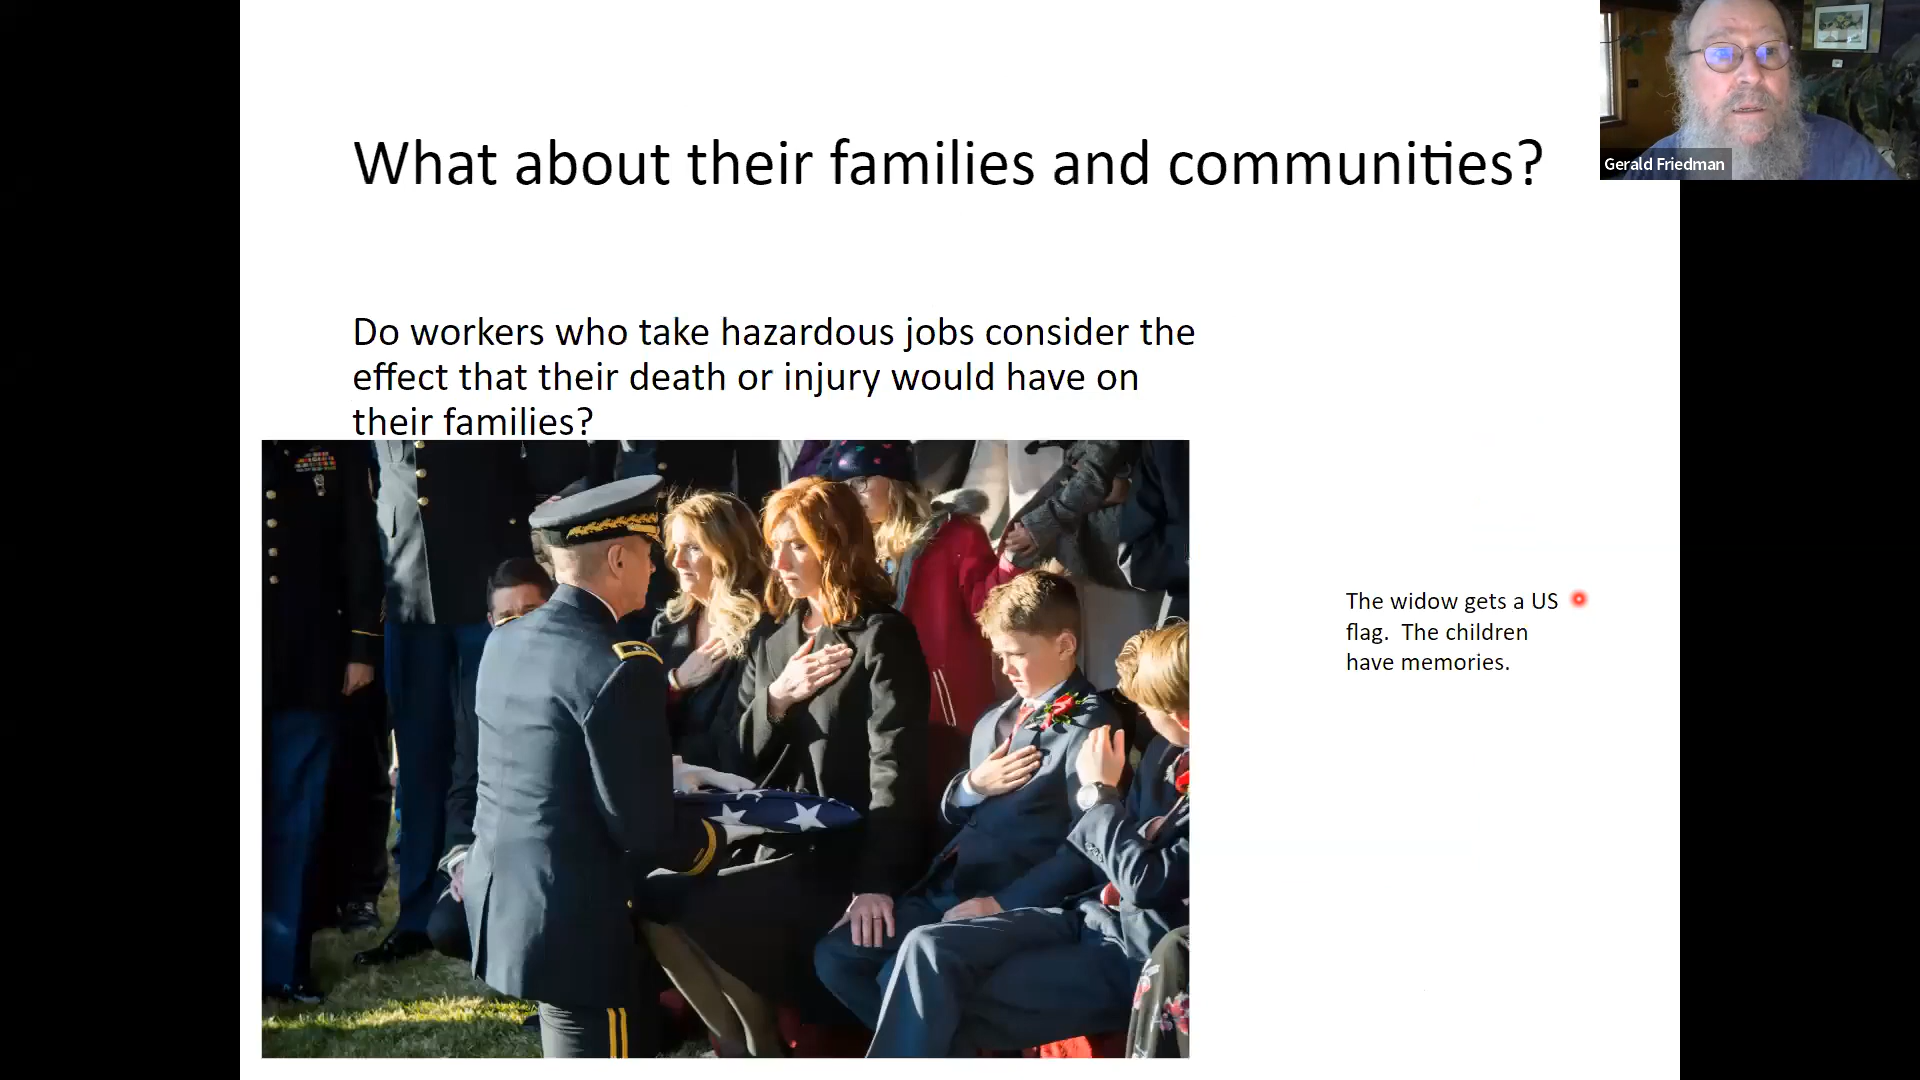 What about their families and communities?
Gerald Friedman
Do workers who take hazardous jobs consider the
effect that their death or injury would have on
their families?
The widow gets a US
flag.  The children
have memories.